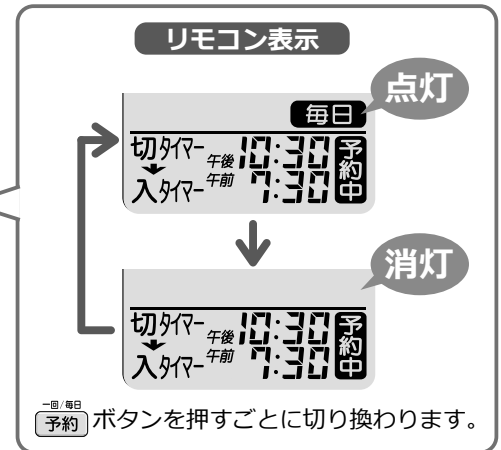 リモコン表示
点灯
毎日
切タイマー 午後 10:30 予約中
入タイマー 午前 7:30
消灯
切タイマー 午後 10:30 予約中
入タイマー 午前 7:30
一回/毎日
予約 ボタンを押すごとに切り換わります。